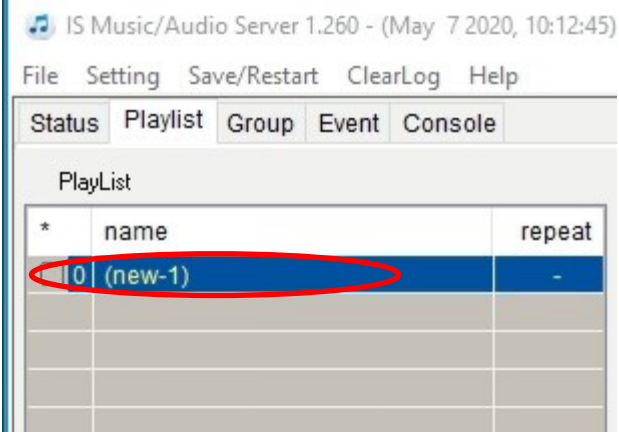 IS Music/Audio Server 1.260 - (May 7 2020, 10:12:45)
File Setting Save/Restart ClearLog Help
Status Playlist Group Event Console
PlayList
* name repeat
0 (new-1) -